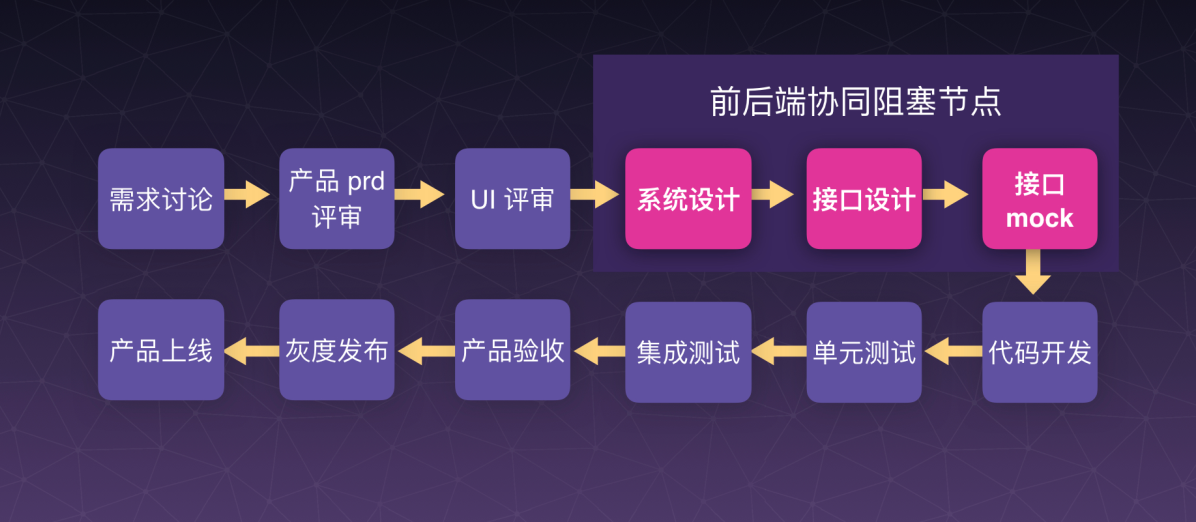 前后端协同阻塞节点
需求讨论
产品 prd
评审
UI 评审
系统设计
接口设计
接口
mock
产品上线
灰度发布
产品验收
集成测试
单元测试
代码开发